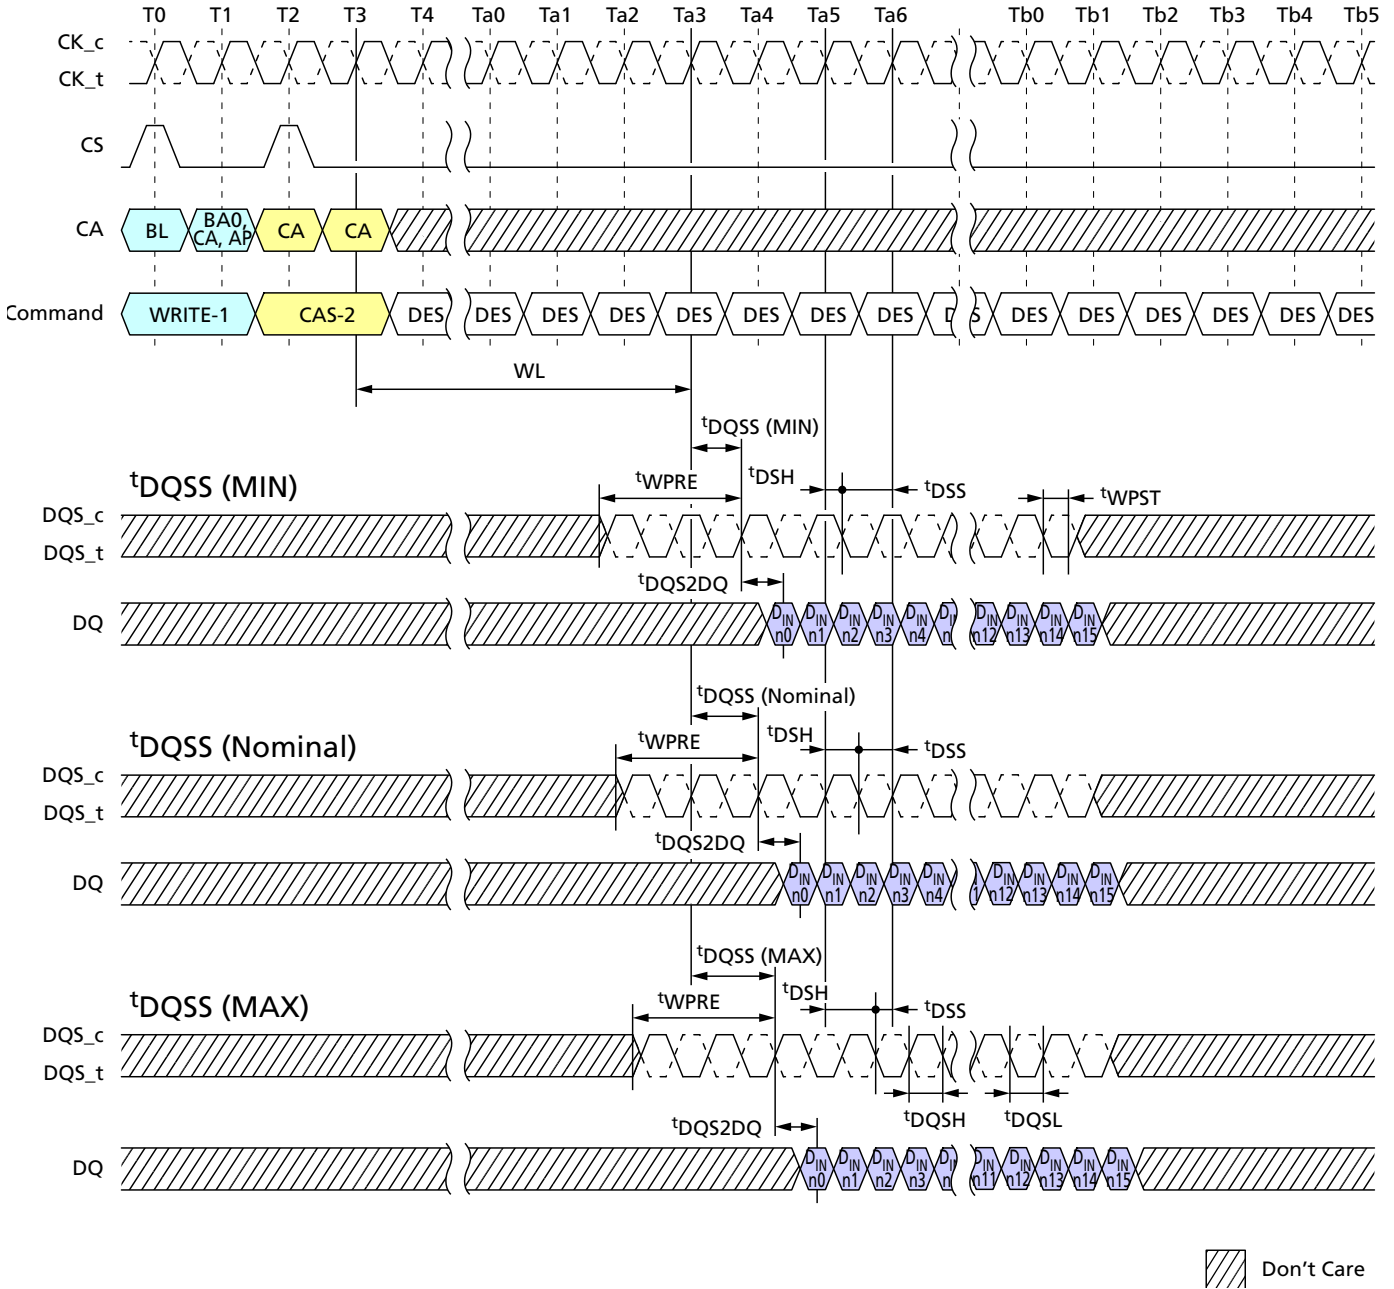 T0 T1 T2 T3 T4 Ta0 Ta1 Ta2 Ta3 Ta4 Ta5 Ta6 Tb0 Tb1 Tb2 Tb3 Tb4 Tb5
CK_c
CK_t
CS
CA BL BA0, CA, AP CA CA
Command WRITE-1 CAS-2 DES DES DES DES DES DES DES DES DES DES DES DES DES DES
WL
tDQSS (MIN)
tDQSS (MIN) tWPRE tDSH tDSS tWPST
DQS_c
DQS_t
tDQS2DQ
DQ DIN n0 DIN n1 DIN n2 DIN n3 DIN n4 DIN n DIN n12 DIN n13 DIN n14 DIN n15
tDQSS (Nominal)
tDQSS (Nominal) tWPRE tDSH tDSS
DQS_c
DQS_t
tDQS2DQ
DQ DIN n0 DIN n1 DIN n2 DIN n3 DIN n4 DIN n12 DIN n13 DIN n14 DIN n15
tDQSS (MAX)
tDQSS (MAX) tWPRE tDSH tDSS
DQS_c
DQS_t
tDQSH tDQSL
tDQS2DQ
DQ DIN n0 DIN n1 DIN n2 DIN n3 DIN n DIN n11 DIN n12 DIN n13 DIN n14 DIN n15
Don't Care